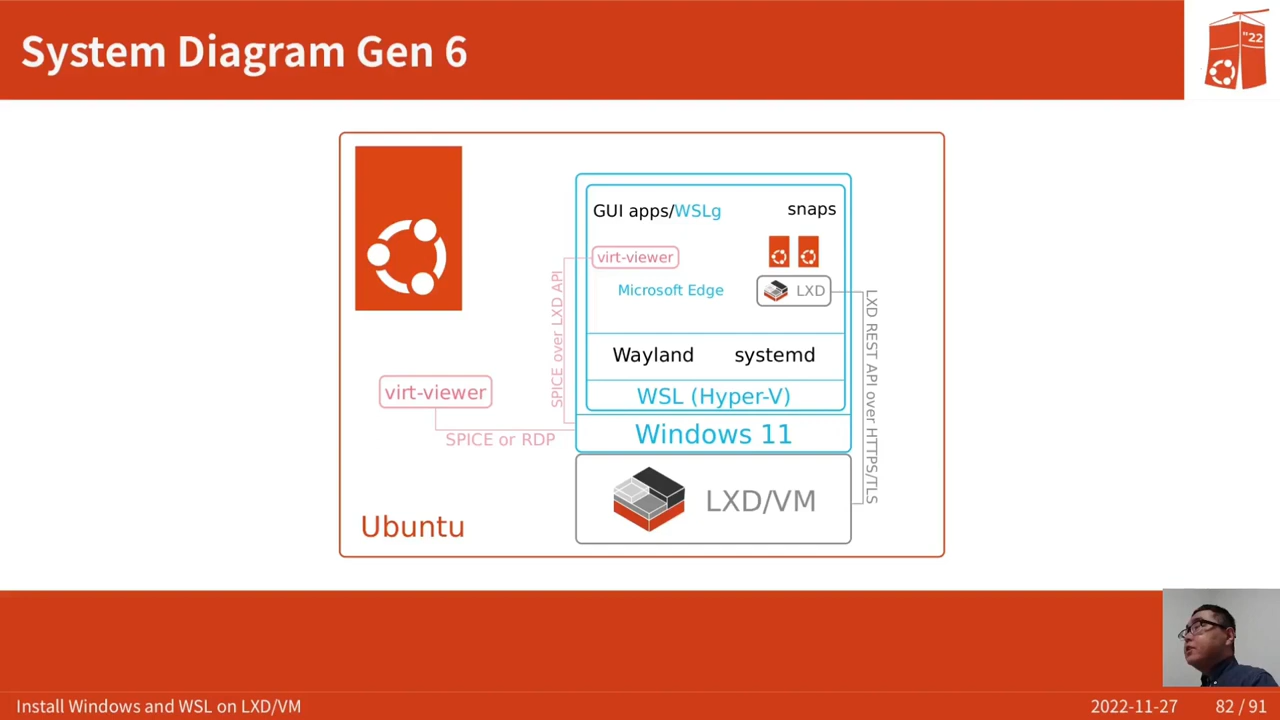 System Diagram Gen 6
"22
GUI apps/WSLg
snaps
virt-viewer
Microsoft Edge
LXD
SPICE over LXD API
LXD REST API over HTTPS/TLS
Wayland
systemd
WSL (Hyper-V)
virt-viewer
SPICE or RDP
Windows 11
LXD/VM
Ubuntu
Install Windows and WSL on LXD/VM
2022-11-27
82 / 91